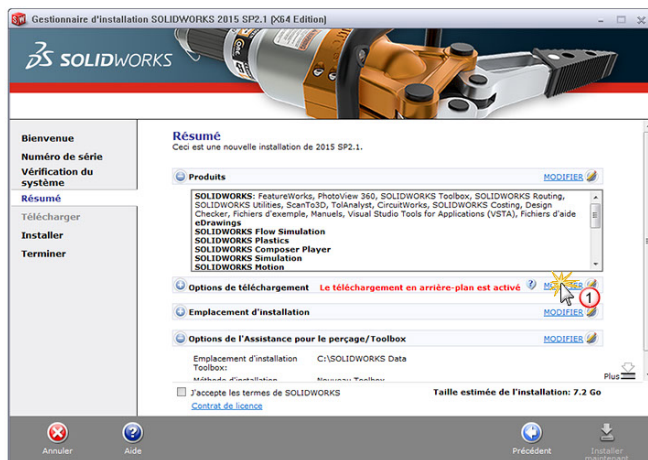 Gestionnaire d'installation SOLIDWORKS 2015 SP2.1 (X64 Edition)
SOLIDWORKS
Bienvenue
Numéro de série
Vérification du
système
Résumé
Télécharger
Installer
Terminer
Résumé
Ceci est une nouvelle installation de 2015 SP2.1.
Produits MODIFIER
SOLIDWORKS: FeatureWorks, PhotoView 360, SOLIDWORKS Toolbox, SOLIDWORKS Routing,
SOLIDWORKS Utilities, ScanTo3D, TolAnalyst, CircuitWorks, SOLIDWORKS Costing, Design
Checker, Fichiers d'exemple, Manuels, Visual Studio Tools for Applications (VSTA), Fichiers d'aide
eDrawings
SOLIDWORKS Flow Simulation
SOLIDWORKS Plastics
SOLIDWORKS Composer Player
SOLIDWORKS Simulation
SOLIDWORKS Motion
Options de téléchargement Le téléchargement en arrière-plan est activé ? MODIFIER
1
Emplacement d'installation MODIFIER
Options de l'Assistance pour le perçage/Toolbox MODIFIER
Emplacement d'installation C:\SOLIDWORKS Data
Toolbox:
Méthode d'installation Nouveau Toolbox
Plus
J'accepte les termes de SOLIDWORKS Taille estimée de l'installation: 7.2 Go
Contrat de licence
Annuler Aide Précédent Installer
maintenant